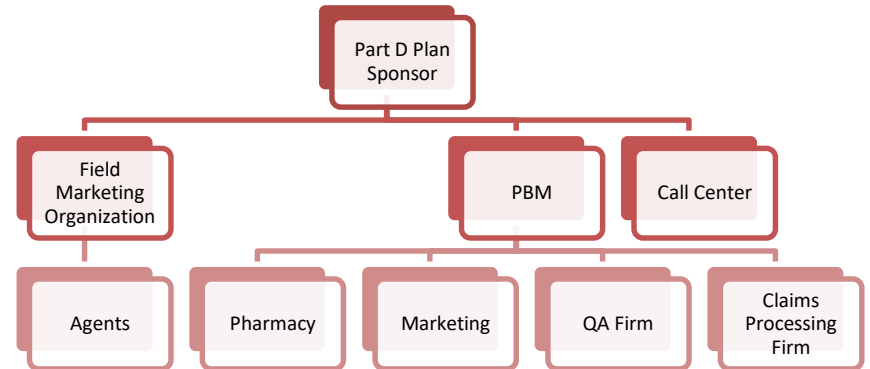 Part D Plan
Sponsor
Field
Marketing
Organization
PBM
Call Center
Agents
Pharmacy
Marketing
QA Firm
Claims
Processing
Firm